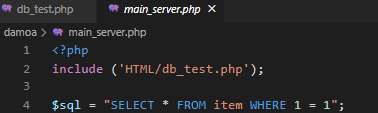 db_test.php main_server.php ×
damoa > main_server.php
1 <?php
2 include ('HTML/db_test.php');
3
4 $sql = "SELECT * FROM item WHERE 1 = 1";